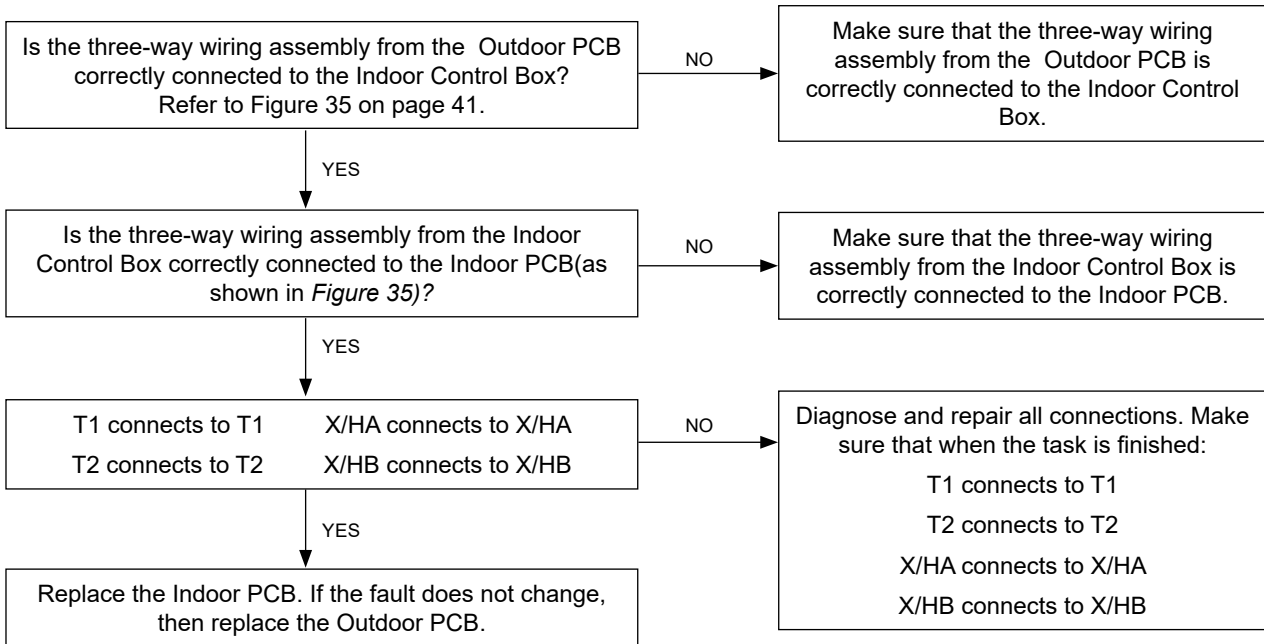 Is the three-way wiring assembly from the Outdoor PCB
correctly connected to the Indoor Control Box?
Refer to Figure 35 on page 41.
NO
Make sure that the three-way wiring
assembly from the Outdoor PCB is
correctly connected to the Indoor Control
Box.
YES
Is the three-way wiring assembly from the Indoor
Control Box correctly connected to the Indoor PCB(as
shown in Figure 35)?
NO
Make sure that the three-way wiring
assembly from the Indoor Control Box is
correctly connected to the Indoor PCB.
YES
T1 connects to T1 X/HA connects to X/HA
T2 connects to T2 X/HB connects to X/HB
NO
Diagnose and repair all connections. Make
sure that when the task is finished:
T1 connects to T1
T2 connects to T2
X/HA connects to X/HA
X/HB connects to X/HB
YES
Replace the Indoor PCB. If the fault does not change,
then replace the Outdoor PCB.